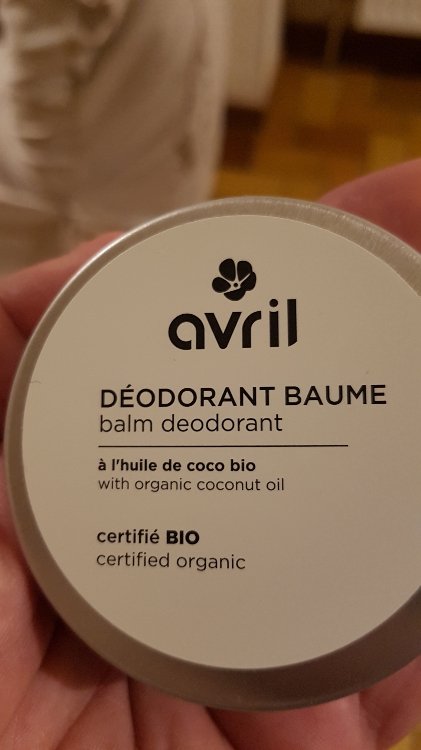 avril
DÉODORANT BAUME
balm deodorant
à l'huile de coco bio
with organic coconut oil
certifié BIO
certified organic